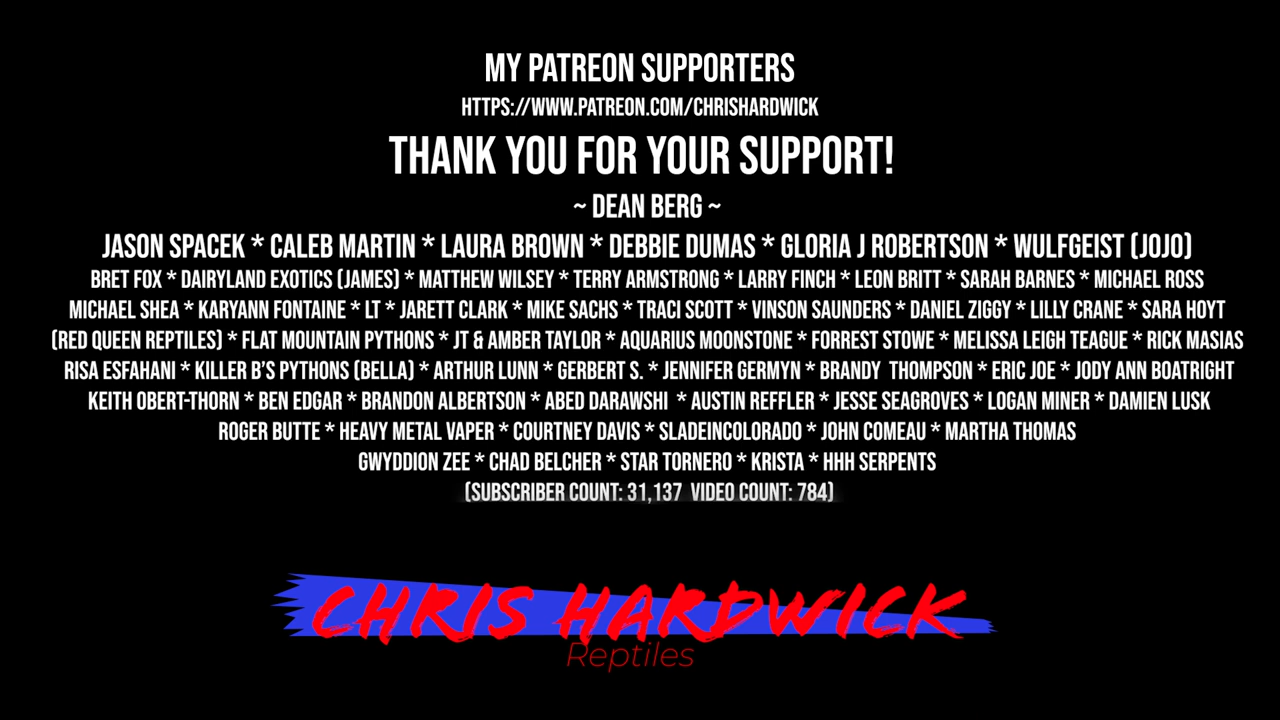 MY PATREON SUPPORTERS
HTTPS://WWW.PATREON.COM/CHRISHARDWICK
THANK YOU FOR YOUR SUPPORT!
~ DEAN BERG ~
JASON SPACEK * CALEB MARTIN * LAURA BROWN * DEBBIE DUMAS * GLORIA J ROBERTSON * WULFGEIST (JOJO)
BRET FOX * DAIRYLAND EXOTICS (JAMES) * MATTHEW WILSEY * TERRY ARMSTRONG * LARRY FINCH * LEON BRITT * SARAH BARNES * MICHAEL ROSS
MICHAEL SHEA * KARYANN FONTAINE * LT * JARETT CLARK * MIKE SACHS * TRACI SCOTT * VINSON SAUNDERS * DANIEL ZIGGY * LILLY CRANE * SARA HOYT
(RED QUEEN REPTILES) * FLAT MOUNTAIN PYTHONS * JT & AMBER TAYLOR * AQUARIUS MOONSTONE * FORREST STOWE * MELISSA LEIGH TEAGUE * RICK MASIAS
RISA ESFAHANI * KILLER B'S PYTHONS (BELLA) * ARTHUR LUNN * GERBERT S. * JENNIFER GERMYN * BRANDY THOMPSON * ERIC JOE * JODY ANN BOATRIGHT
KEITH OBERT-THORN * BEN EDGAR * BRANDON ALBERTSON * ABED DARAWSHI * AUSTIN REFFLER * JESSE SEAGROVES * LOGAN MINER * DAMIEN LUSK
ROGER BUTTE * HEAVY METAL VAPER * COURTNEY DAVIS * SLADEINCOLORADO * JOHN COMEAU * MARTHA THOMAS
GWYDDION ZEE * CHAD BELCHER * STAR TORNERO * KRISTA * HHH SERPENTS
(SUBSCRIBER COUNT: 31,137 VIDEO COUNT: 784)
CHRIS HARDWICK
Reptiles